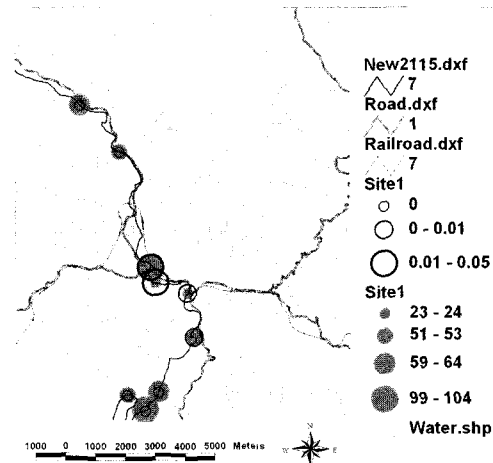 New2115.dxf
7
Road.dxf
1
Railroad.dxf
7
Site1
0
0 - 0.01
0.01 - 0.05
Site1
23 - 24
51 - 53
59 - 64
99 - 104
Water.shp
1000 0 1000 2000 3000 4000 5000 Meters
N
W E
S